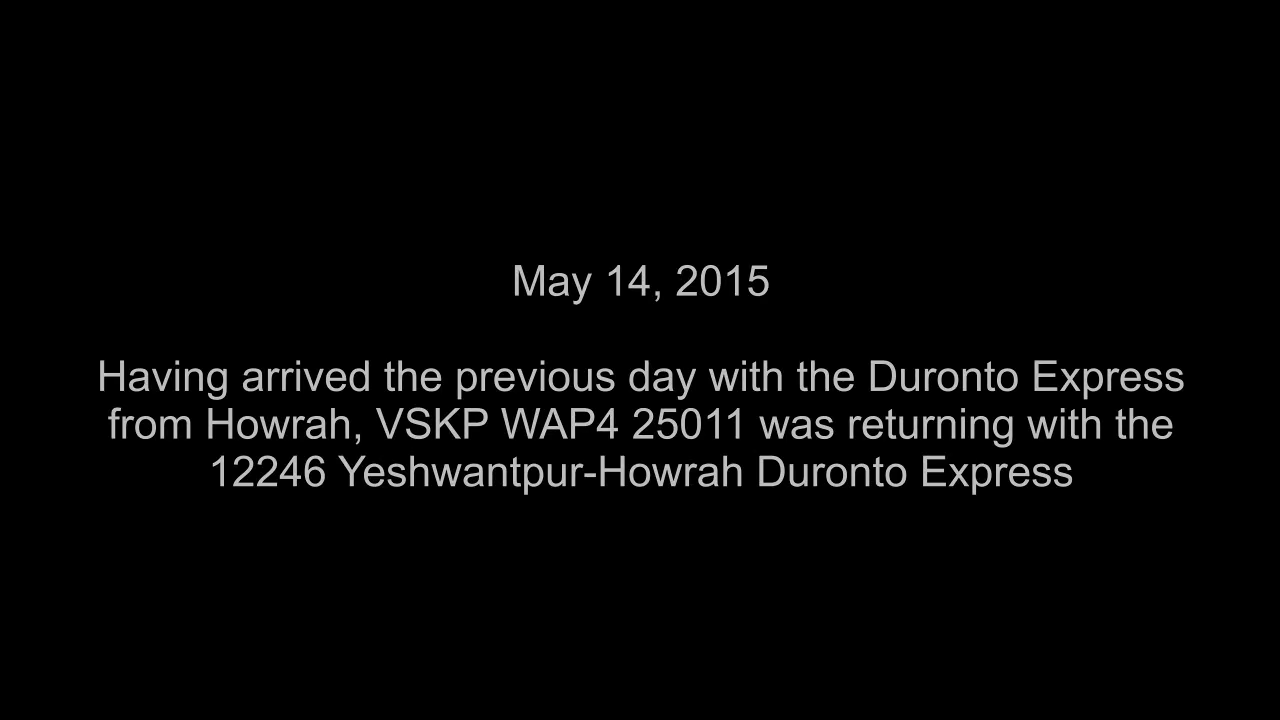 May 14, 2015
Having arrived the previous day with the Duronto Express
from Howrah, VSKP WAP4 25011 was returning with the
12246 Yeshwantpur-Howrah Duronto Express